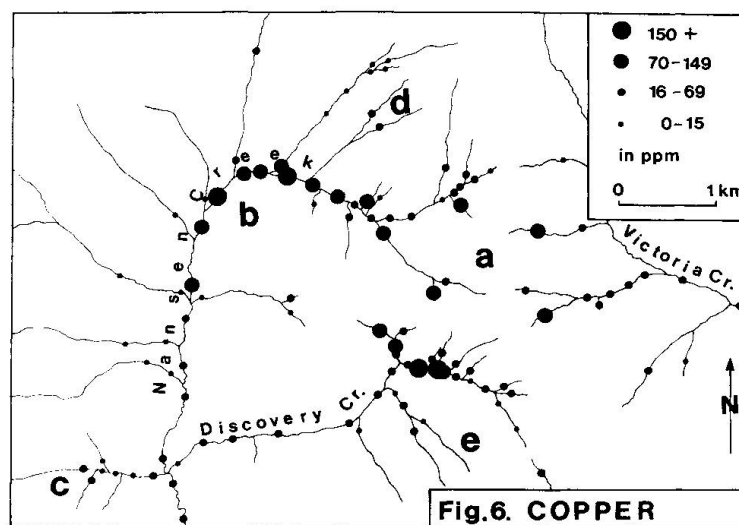 150 +
70-149
16-69
0-15
in ppm
0 1 km
d
Nansen Creek
b
a
Victoria Cr.
Discovery Cr.
e
c
N
Fig.6. COPPER